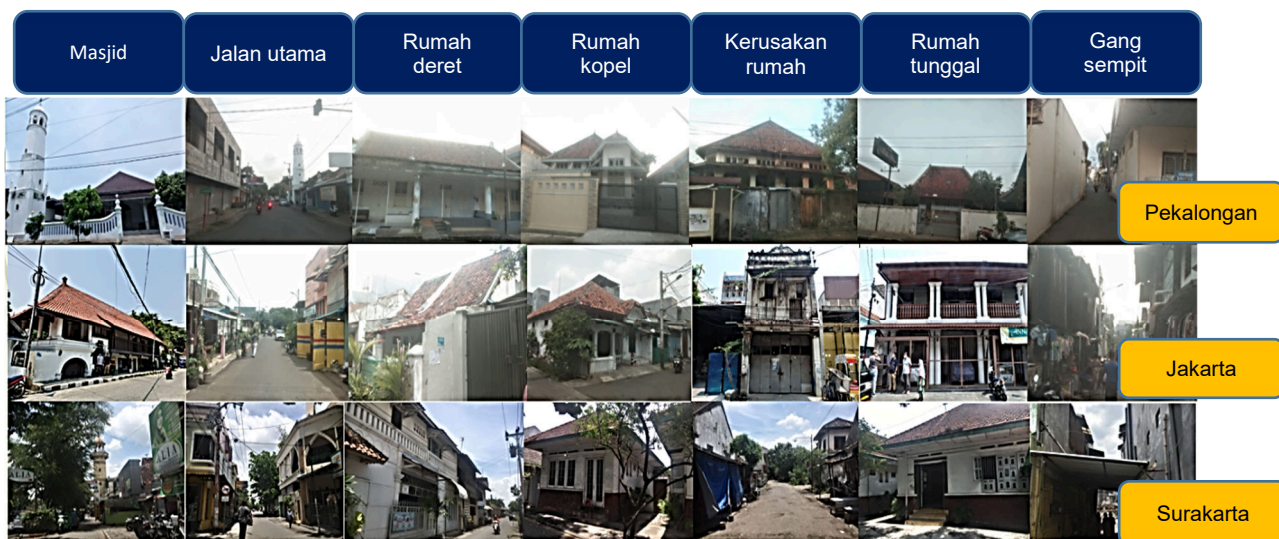 Masjid
Jalan utama
Rumah
deret
Rumah
kopel
Kerusakan
rumah
Rumah
tunggal
Gang
sempit
Pekalongan
Jakarta
Surakarta